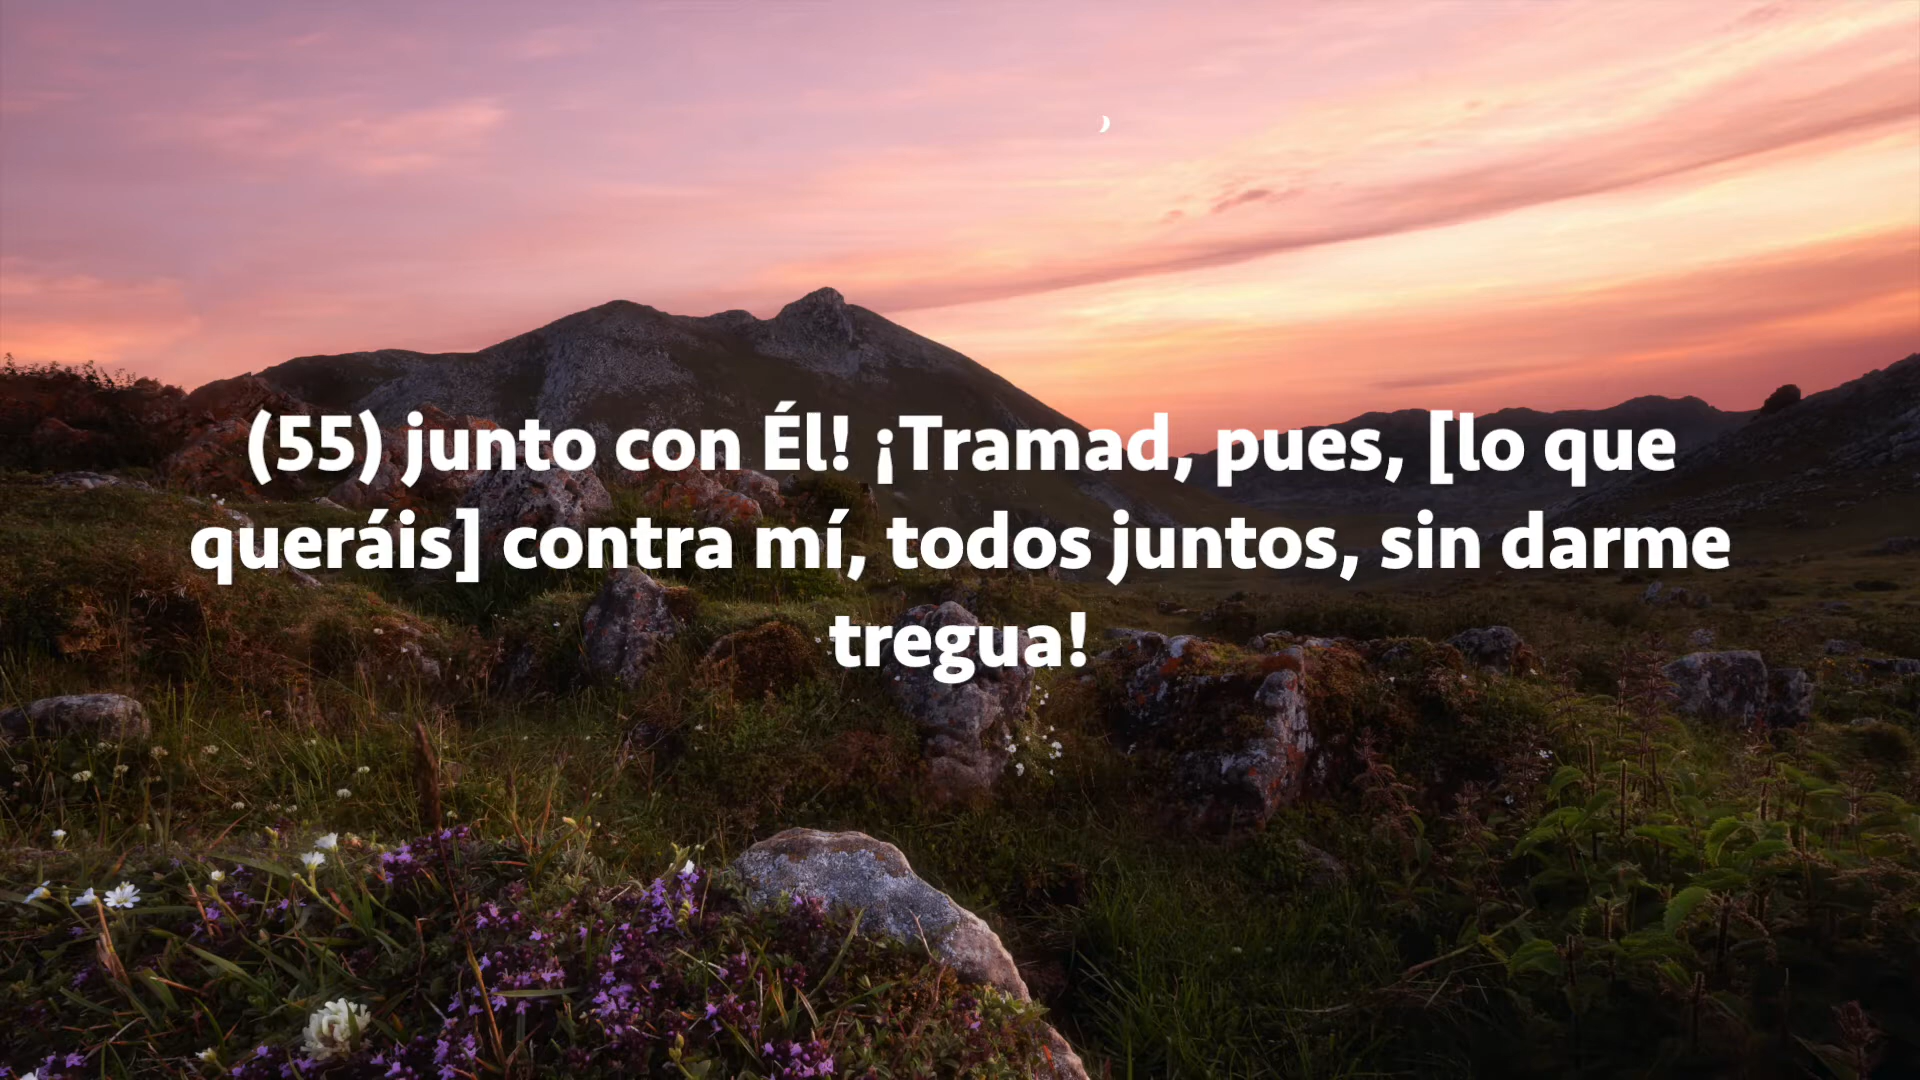 (55) junto con Él! ¡Tramad, pues, [lo que
queráis] contra mí, todos juntos, sin darme
tregua!